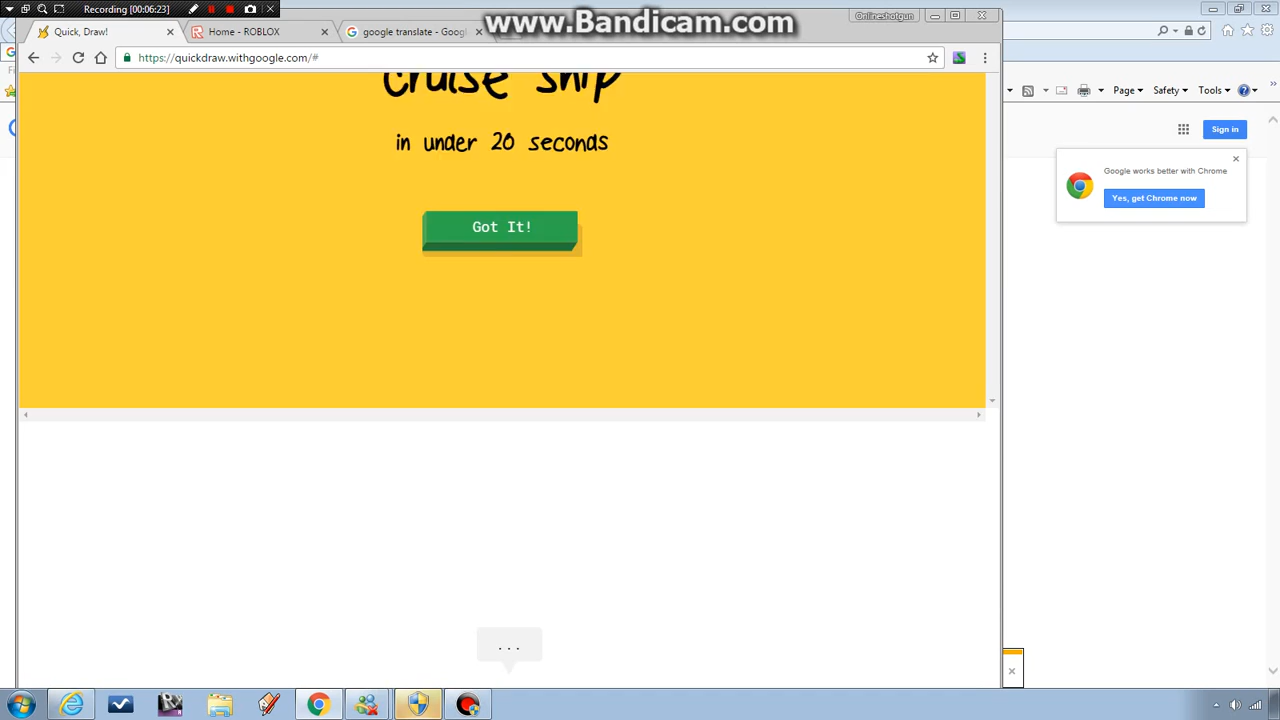 Recording [00:06:23]
www.Bandicam.com
Onlineshotgun
Quick, Draw!
Home - ROBLOX
google translate - Googl
https://quickdraw.withgoogle.com/#
Page
Safety
Tools
cruise ship
in under 20 seconds
Got It!
Sign in
Google works better with Chrome
Yes, get Chrome now
...